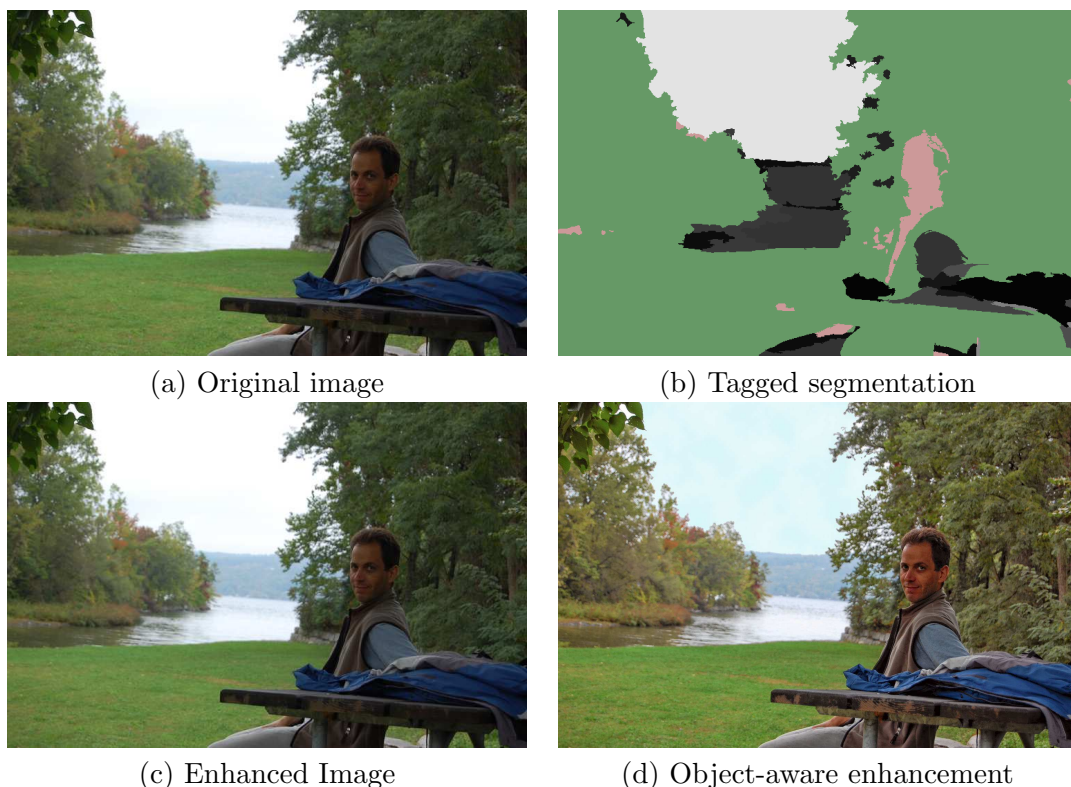 (a) Original image
(b) Tagged segmentation
(c) Enhanced Image
(d) Object-aware enhancement